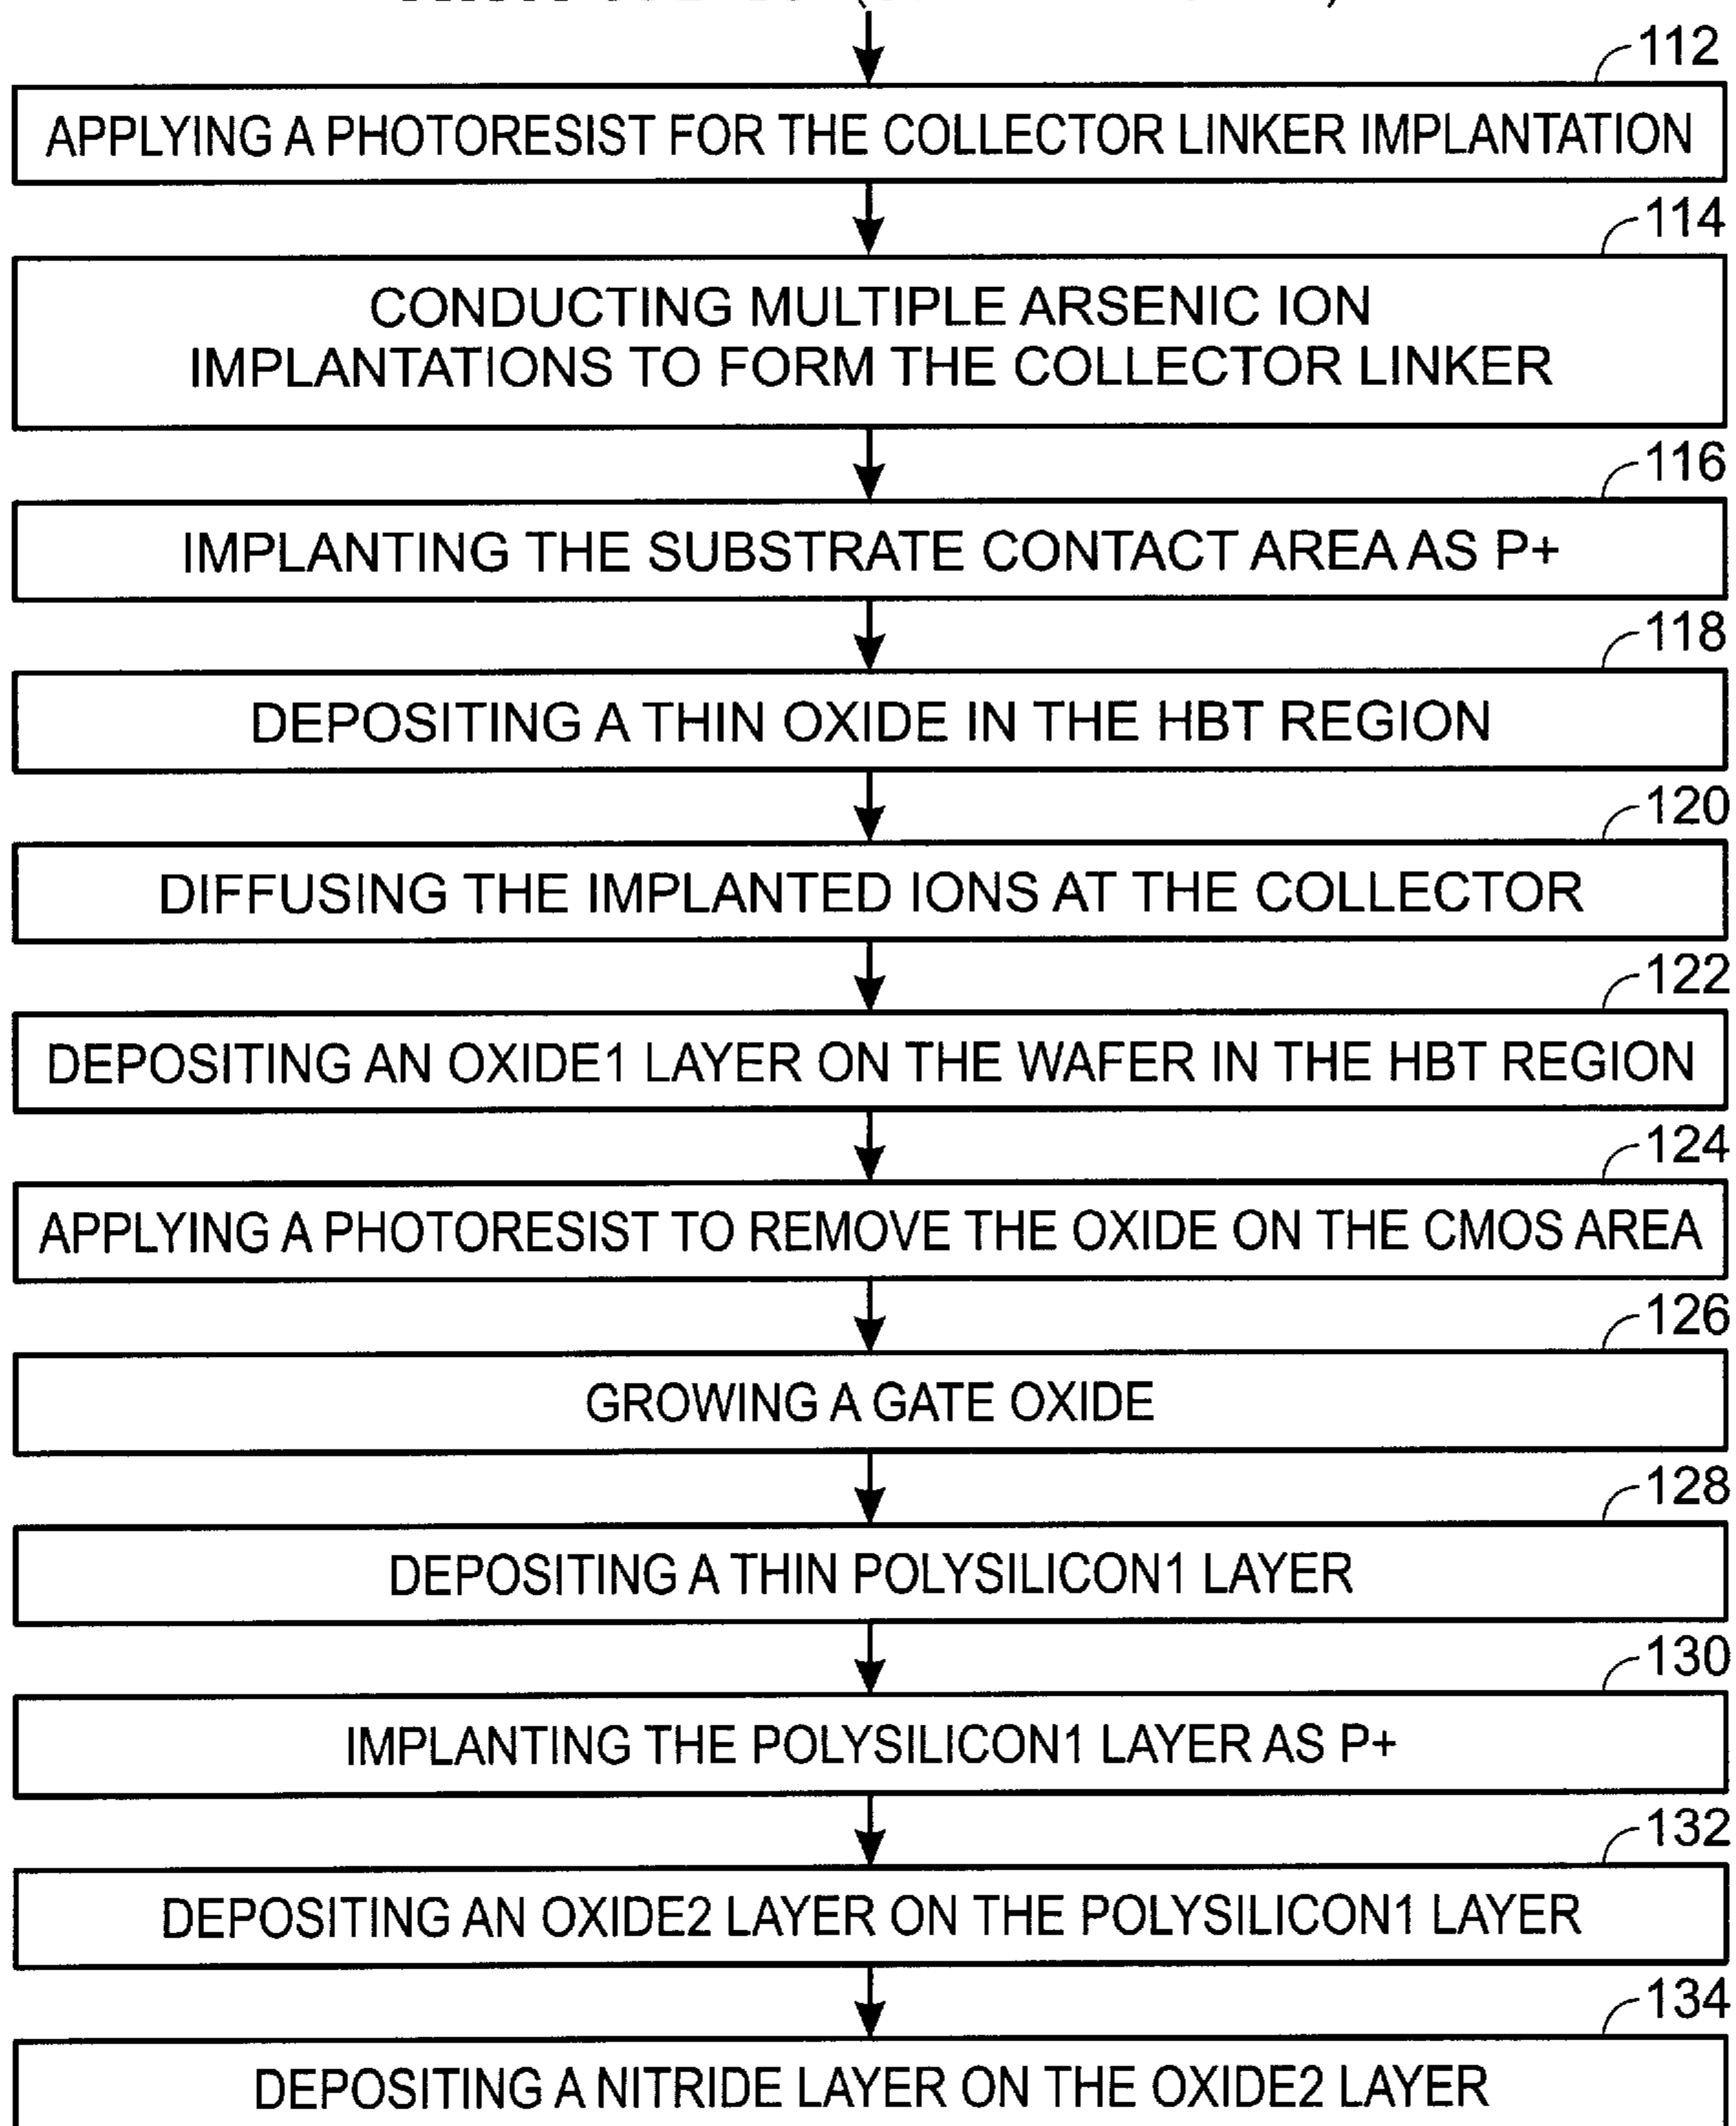 112
APPLYING A PHOTORESIST FOR THE COLLECTOR LINKER IMPLANTATION
114
CONDUCTING MULTIPLE ARSENIC ION
IMPLANTATIONS TO FORM THE COLLECTOR LINKER
116
IMPLANTING THE SUBSTRATE CONTACT AREA AS P+
118
DEPOSITING A THIN OXIDE IN THE HBT REGION
120
DIFFUSING THE IMPLANTED IONS AT THE COLLECTOR
122
DEPOSITING AN OXIDE1 LAYER ON THE WAFER IN THE HBT REGION
124
APPLYING A PHOTORESIST TO REMOVE THE OXIDE ON THE CMOS AREA
126
GROWING A GATE OXIDE
128
DEPOSITING A THIN POLYSILICON1 LAYER
130
IMPLANTING THE POLYSILICON1 LAYER AS P+
132
DEPOSITING AN OXIDE2 LAYER ON THE POLYSILICON1 LAYER
134
DEPOSITING A NITRIDE LAYER ON THE OXIDE2 LAYER